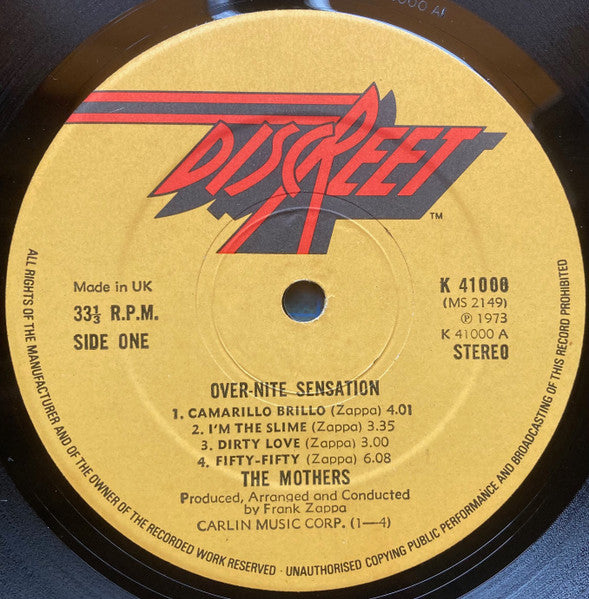 DISCREET
TM
Made in UK
33⅓ R.P.M.
SIDE ONE
K 41000
(MS 2149)
℗ 1973
K 41000 A
STEREO
OVER-NITE SENSATION
1. CAMARILLO BRILLO (Zappa) 4.01
2. I'M THE SLIME (Zappa) 3.35
3. DIRTY LOVE (Zappa) 3.00
4. FIFTY-FIFTY (Zappa) 6.08
THE MOTHERS
Produced, Arranged and Conducted
by Frank Zappa
CARLIN MUSIC CORP. (1—4)
ALL RIGHTS OF THE MANUFACTURER AND OF THE OWNER OF THE RECORDED WORK RESERVED · UNAUTHORISED COPYING PUBLIC PERFORMANCE AND BROADCASTING OF THIS RECORD PROHIBITED